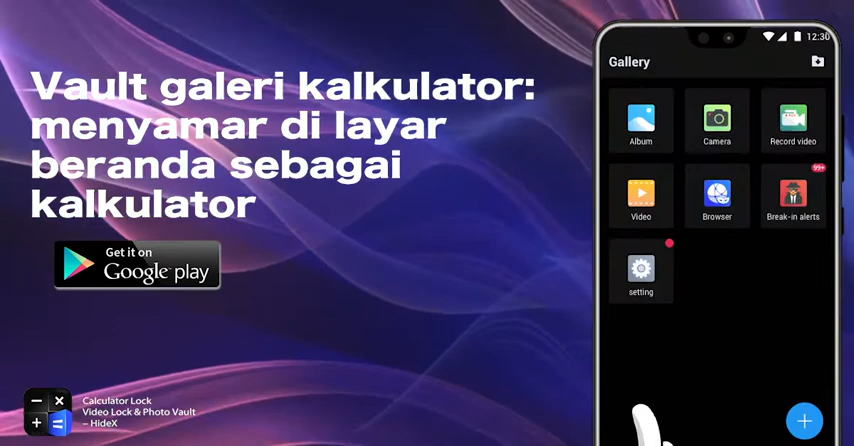 Vault galeri kalkulator:
menyamar di layar
beranda sebagai
kalkulator
Get it on
Google play
Calculator Lock
Video Lock & Photo Vault
– HideX
12:30
Gallery
Album
Camera
Record video
99+
Video
Browser
Break-in alerts
setting